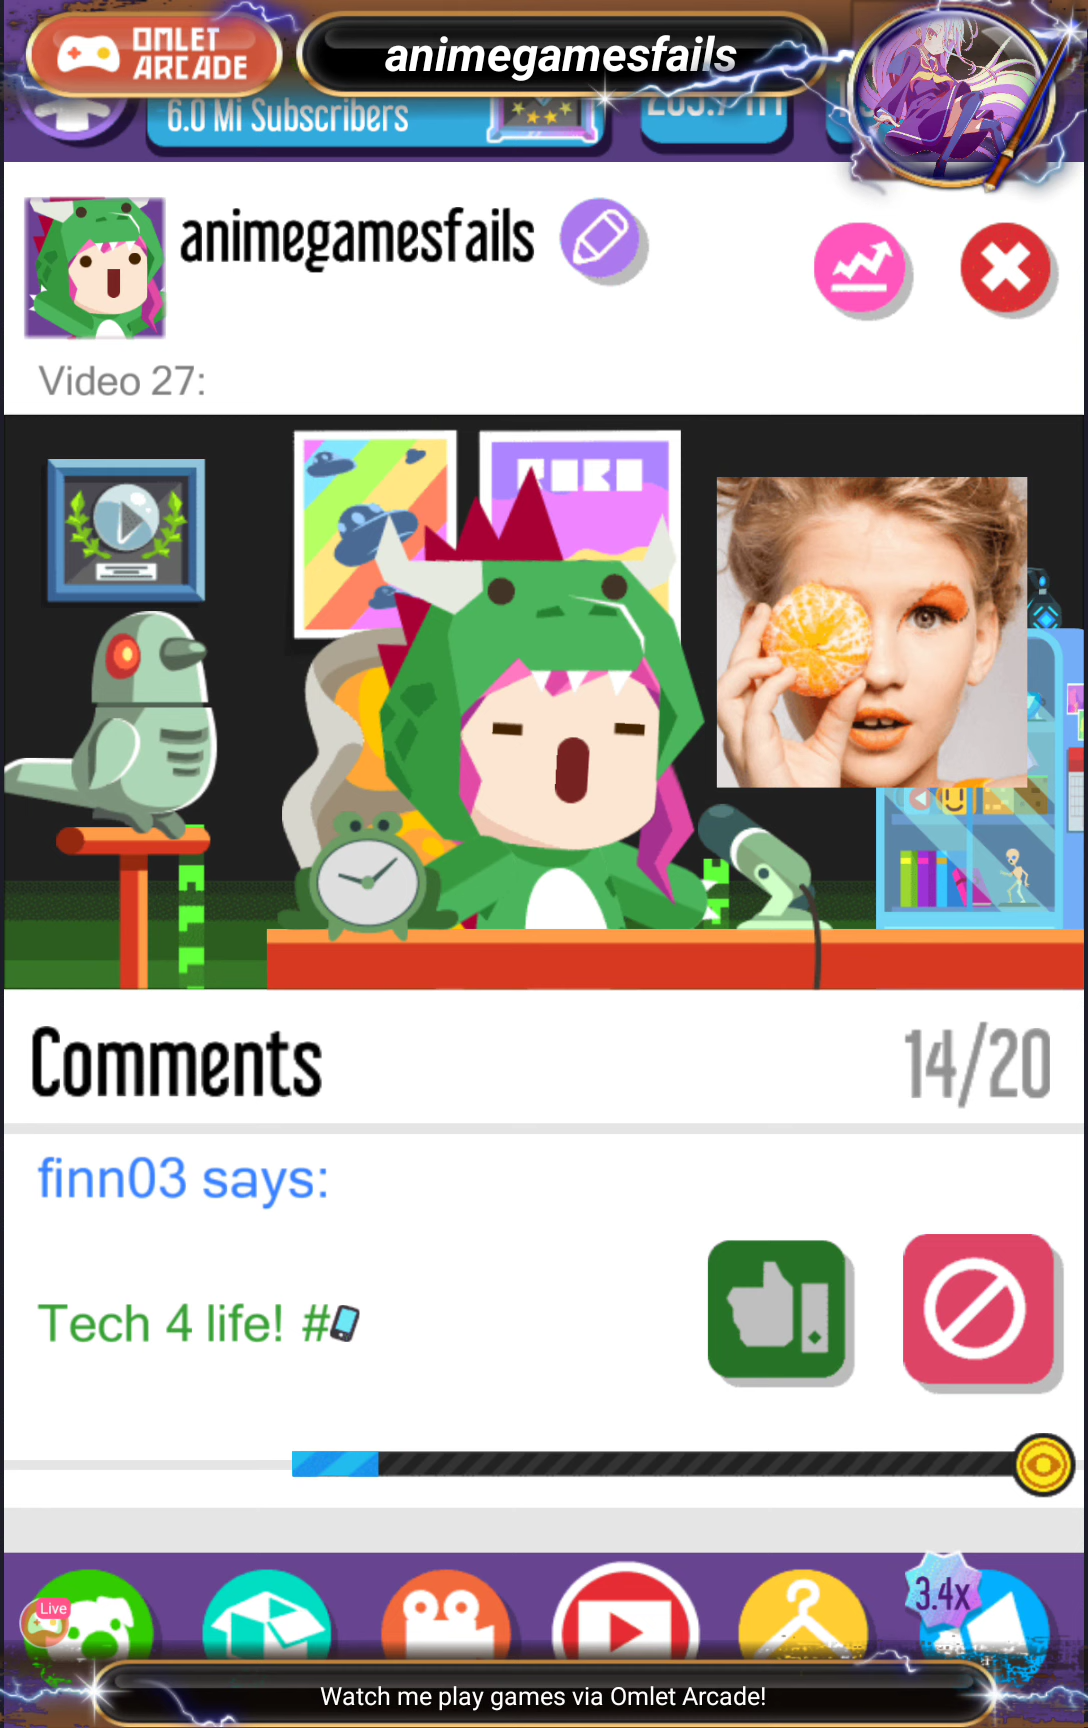 OMLET
ARCADE
animegamesfails
6.0 Mi Subscribers
animegamesfails
Video 27:
Comments
14/20
finn03 says:
Tech 4 life! #
3.4x
Live
Watch me play games via Omlet Arcade!